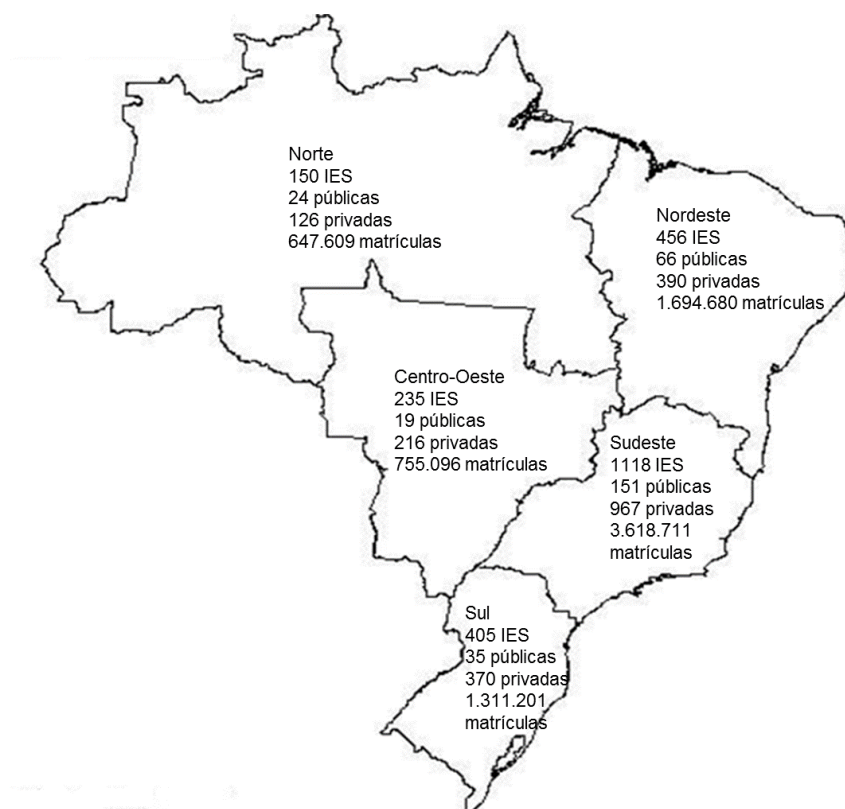 Norte
150 IES
24 públicas
126 privadas
647.609 matrículas
Nordeste
456 IES
66 públicas
390 privadas
1.694.680 matrículas
Centro-Oeste
235 IES
19 públicas
216 privadas
755.096 matrículas
Sudeste
1118 IES
151 públicas
967 privadas
3.618.711
matrículas
Sul
405 IES
35 públicas
370 privadas
1.311.201
matrículas